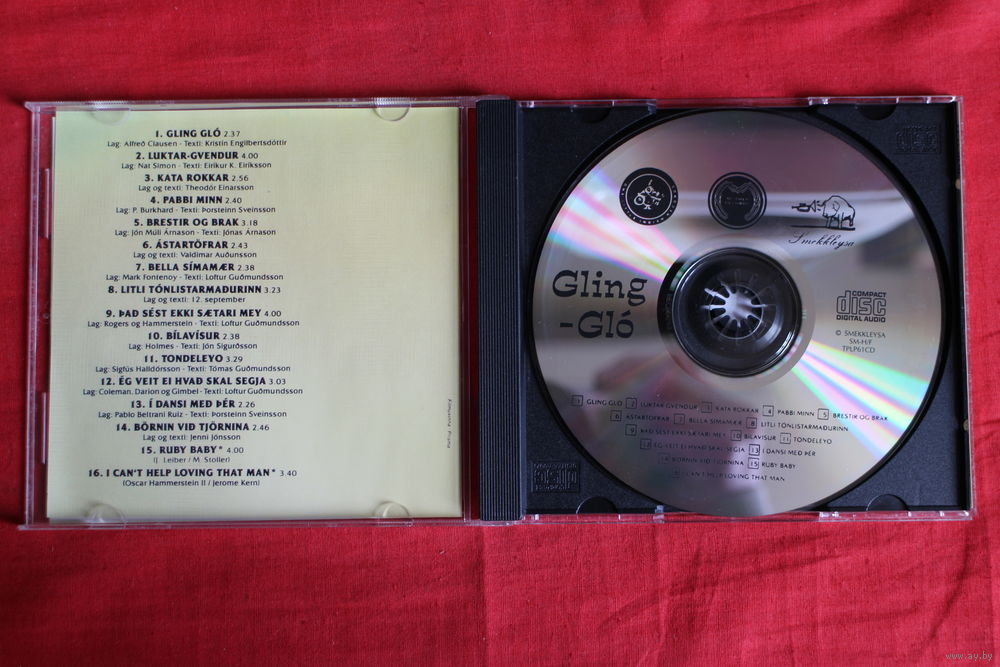 1. GLING GLÓ 2.37
Lag: Alfreð Clausen - Texti: Kristín Engilbertsdóttir
2. LUKTAR-GVENDUR 4.00
Lag: Nat Simon - Texti: Eiríkur K. Eiríksson
3. KATA ROKKAR 2.56
Lag og texti: Theodór Einarsson
4. PABBI MINN 2.40
Lag: P. Burkhard - Texti: Þorsteinn Sveinsson
5. BRESTIR OG BRAK 3.18
Lag: Jón Múli Árnason - Texti: Jónas Árnason
6. ÁSTARTÖFRAR 2.43
Lag og texti: Valdimar Auðunsson
7. BELLA SÍMAMÆR 2.38
Lag: Mark Fontenoy - Texti: Loftur Guðmundsson
8. LITLI TÓNLISTARMAÐURINN 3.23
Lag og texti: 12. september
9. ÞAÐ SÉST EKKI SÆTARI MEY 4.00
Lag: Rogers og Hammerstein - Texti: Loftur Guðmundsson
10. BÍLAVÍSUR 2.38
Lag: Holmes - Texti: Jón Sigurðsson
11. TONDELEYO 3.29
Lag: Sigfús Halldórsson - Texti: Tómas Guðmundsson
12. ÉG VEIT EI HVAÐ SKAL SEGJA 3.03
Lag: Coleman, Darion og Gimbel - Texti: Loftur Guðmundsson
13. Í DANSI MEÐ ÞÉR 2.26
Lag: Pablo Beltrani Ruiz - Texti: Þorsteinn Sveinsson
14. BÖRNIN VIÐ TJÖRNINA 2.46
Lag og texti: Jenni Jónsson
15. RUBY BABY* 4.00
(J. Leiber / M. Stoller)
16. I CAN'T HELP LOVING THAT MAN* 3.40
(Oscar Hammerstein II / Jerome Kern)
Smekkleysa
Gling
-Gló
COMPACT
disc
DIGITAL AUDIO
© SMEKKLEYSA
SM-H/F
TPLP61CD
1 GLING GLÓ 2 LUKTAR-GVENDUR 3 KATA ROKKAR 4 PABBI MINN 5 BRESTIR OG BRAK
6 ÁSTARTÖFRAR 7 BELLA SÍMAMÆR 8 LITLI TÓNLISTARMAÐURINN
9 ÞAÐ SÉST EKKI SÆTARI MEY 10 BÍLAVÍSUR 11 TONDELEYO
12 ÉG VEIT EI HVAÐ SKAL SEGJA 13 Í DANSI MEÐ ÞÉR
14 BÖRNIN VIÐ TJÖRNINA 15 RUBY BABY
I CAN'T HELP LOVING THAT MAN
www.ay.by